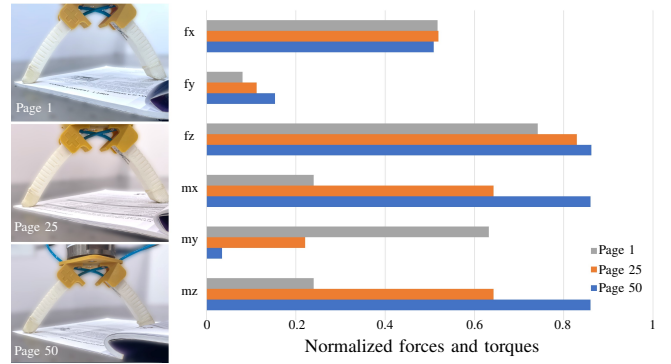 Page 1
Page 25
Page 50
fx
fy
fz
mx
my
mz
Page 1
Page 25
Page 50
0 0.2 0.4 0.6 0.8 1
Normalized forces and torques